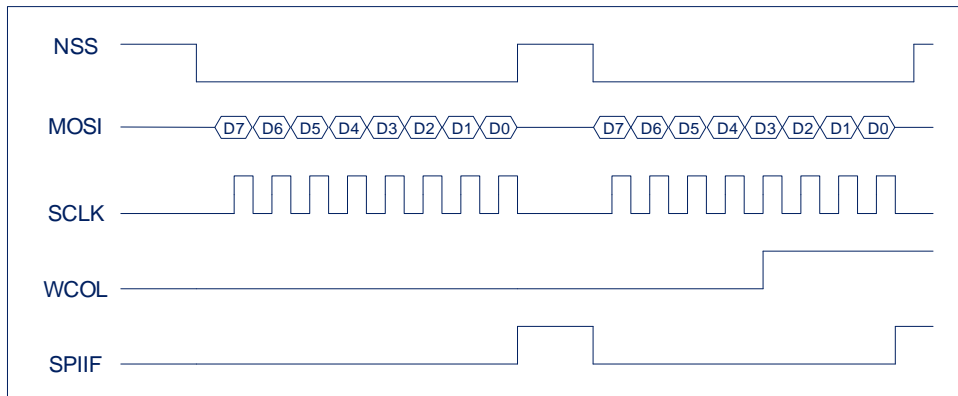 NSS
MOSI D7 D6 D5 D4 D3 D2 D1 D0 D7 D6 D5 D4 D3 D2 D1 D0
SCLK
WCOL
SPIIF